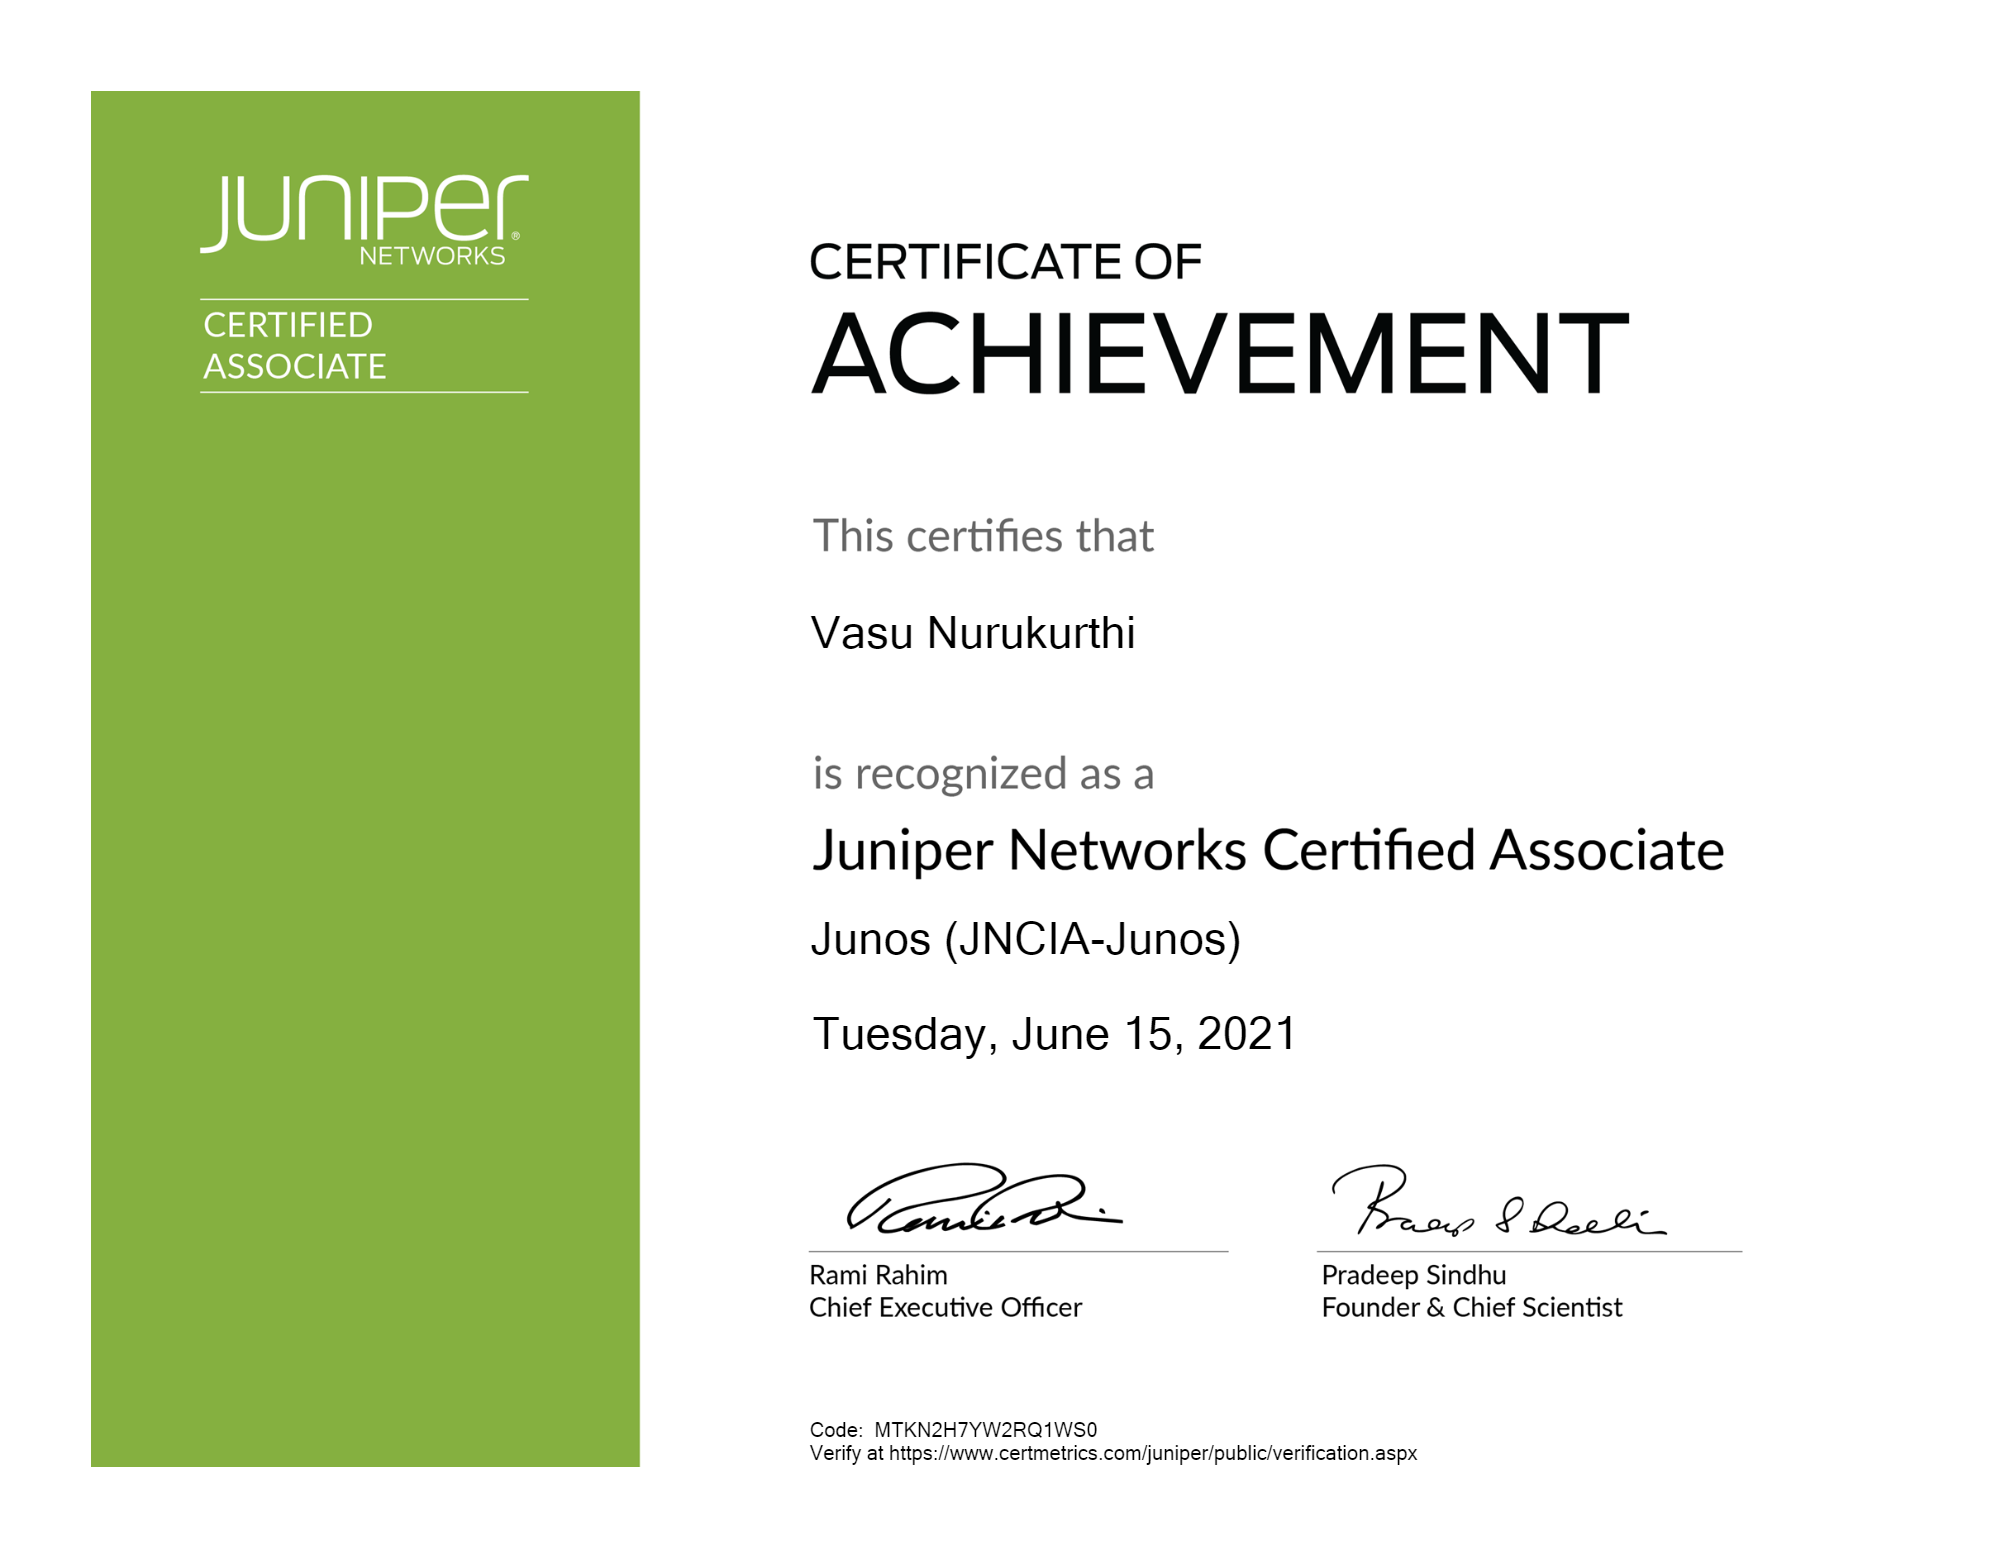 JUNIPEr®
NETWORKS
CERTIFIED
ASSOCIATE
CERTIFICATE OF
ACHIEVEMENT
This certifies that
Vasu Nurukurthi
is recognized as a
Juniper Networks Certified Associate
Junos (JNCIA-Junos)
Tuesday, June 15, 2021
Rami Rahim
Chief Executive Officer
Pradeep Sindhu
Founder & Chief Scientist
Code:  MTKN2H7YW2RQ1WS0
Verify at https://www.certmetrics.com/juniper/public/verification.aspx